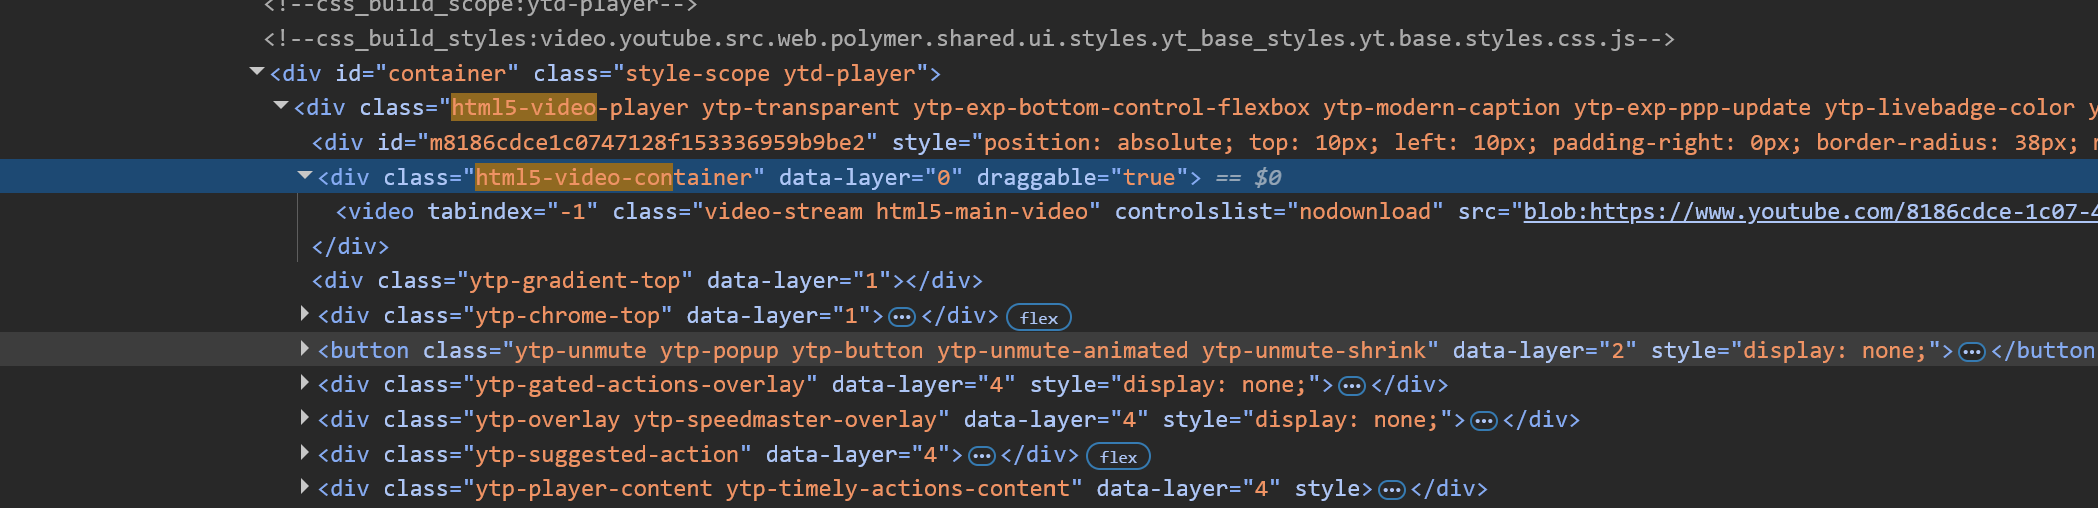 <!--css_build_scope:ytd-player-->
<!--css_build_styles:video.youtube.src.web.polymer.shared.ui.styles.yt_base_styles.yt.base.styles.css.js-->
<div id="container" class="style-scope ytd-player">
<div class="html5-video-player ytp-transparent ytp-exp-bottom-control-flexbox ytp-modern-caption ytp-exp-ppp-update ytp-livebadge-color
<div id="m8186cdce1c0747128f153336959b9be2" style="position: absolute; top: 10px; left: 10px; padding-right: 0px; border-radius: 38px;
<div class="html5-video-container" data-layer="0" draggable="true"> == $0
<video tabindex="-1" class="video-stream html5-main-video" controlslist="nodownload" src="blob:https://www.youtube.com/8186cdce-1c07-4
</div>
<div class="ytp-gradient-top" data-layer="1"></div>
<div class="ytp-chrome-top" data-layer="1">…</div> flex
<button class="ytp-unmute ytp-popup ytp-button ytp-unmute-animated ytp-unmute-shrink" data-layer="2" style="display: none;">…</button
<div class="ytp-gated-actions-overlay" data-layer="4" style="display: none;">…</div>
<div class="ytp-overlay ytp-speedmaster-overlay" data-layer="4" style="display: none;">…</div>
<div class="ytp-suggested-action" data-layer="4">…</div> flex
<div class="ytp-player-content ytp-timely-actions-content" data-layer="4" style>…</div>